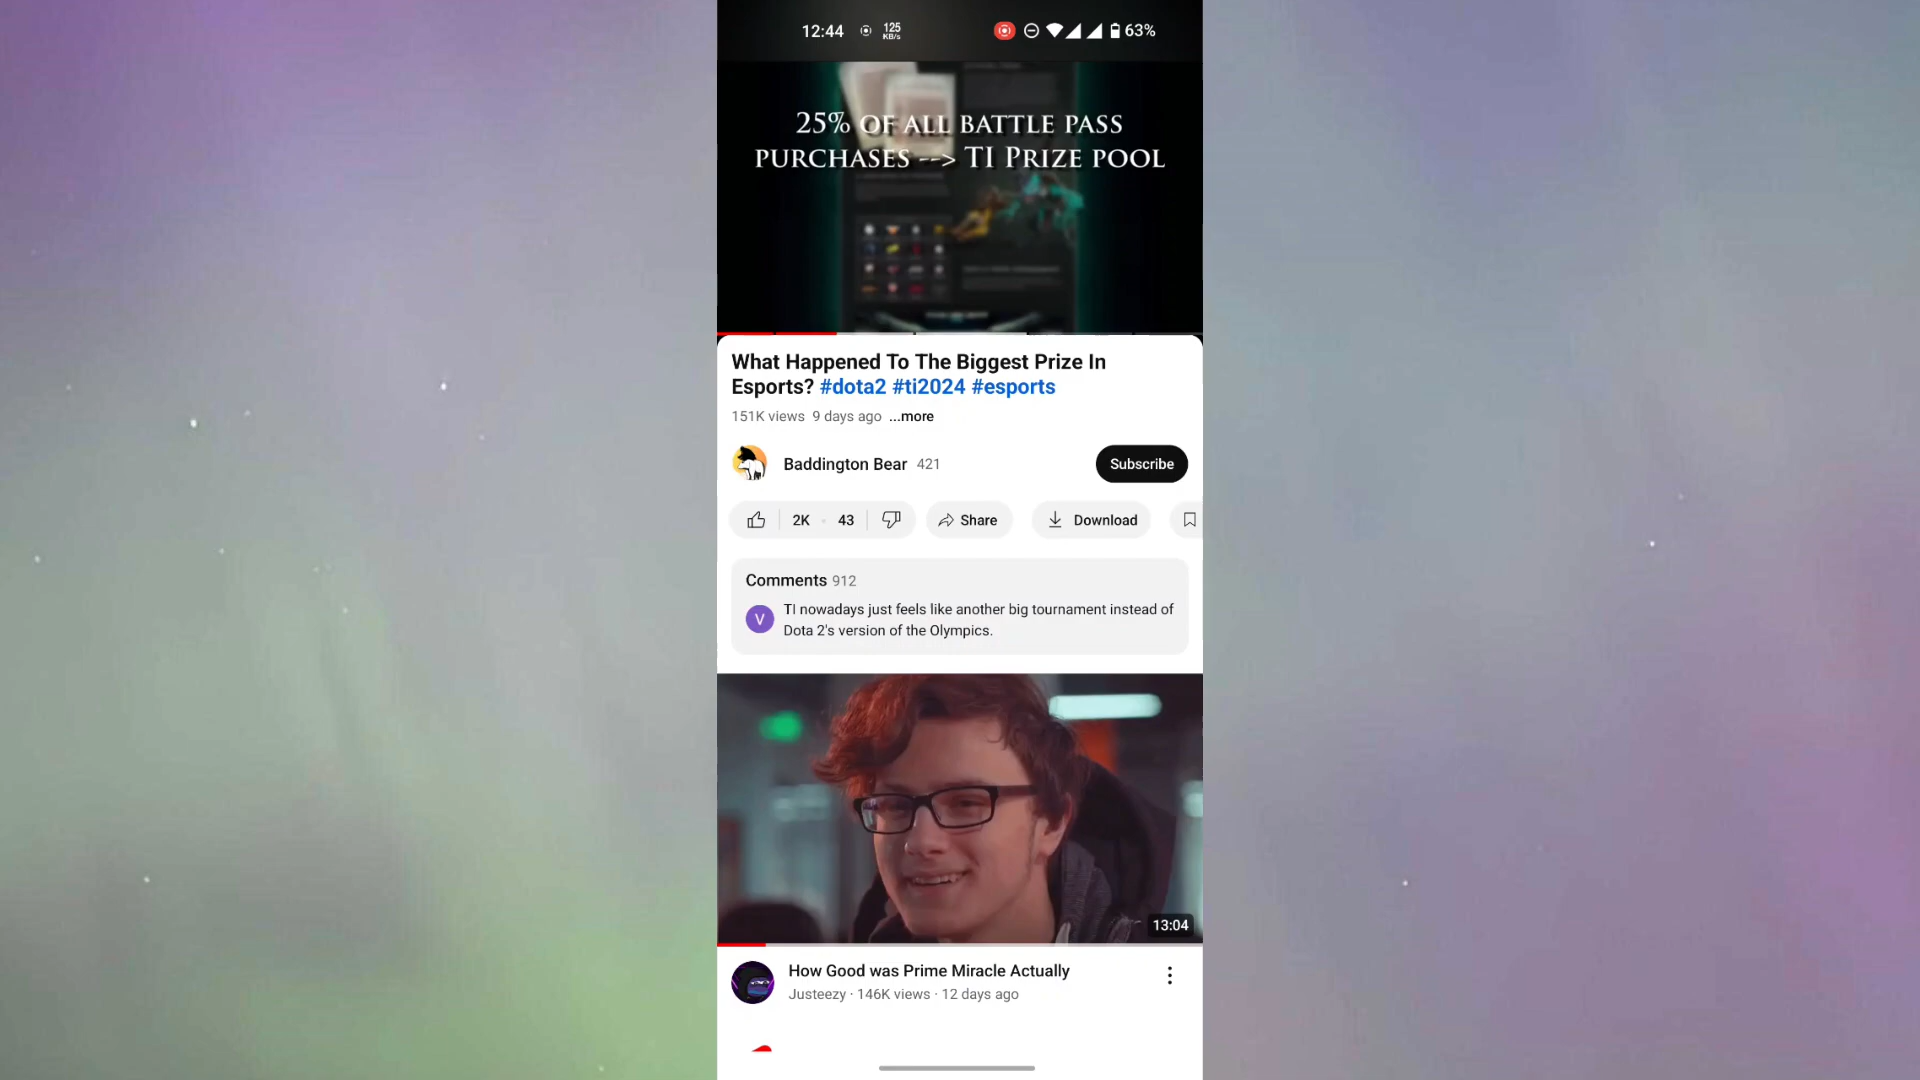 12:44
125
KB/s
63%
25% OF ALL BATTLE PASS
PURCHASES --> TI PRIZE POOL
What Happened To The Biggest Prize In
Esports? #dota2 #ti2024 #esports
151K views 9 days ago ...more
Baddington Bear 421
Subscribe
2K
43
Share
Download
Comments 912
V
TI nowadays just feels like another big tournament instead of
Dota 2's version of the Olympics.
13:04
How Good was Prime Miracle Actually
Justeezy · 146K views · 12 days ago